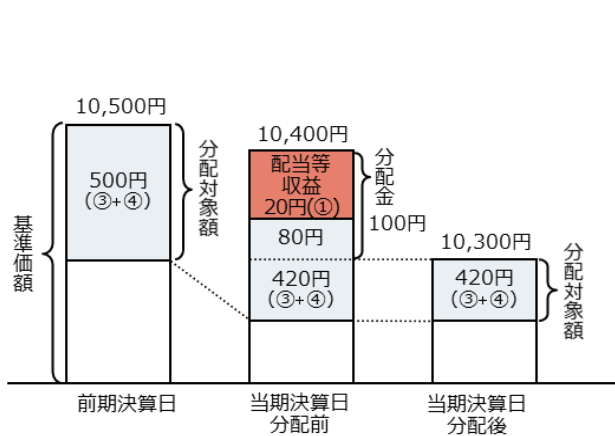 10,500円
500円
(③+④)
分配対象額
基準価額
前期決算日
10,400円
配当等
収益
20円(①)
80円
420円
(③+④)
分配金
100円
当期決算日
分配前
10,300円
420円
(③+④)
分配対象額
当期決算日
分配後